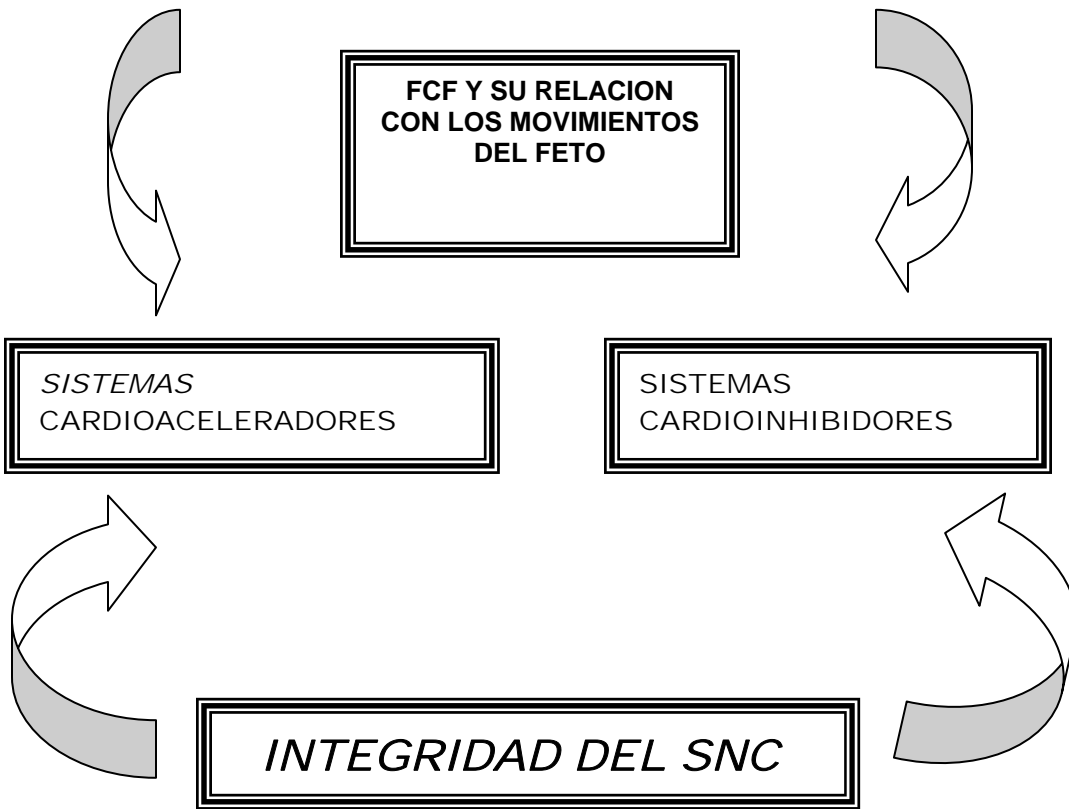 FCF Y SU RELACION
CON LOS MOVIMIENTOS
DEL FETO
SISTEMAS
CARDIOACELERADORES
SISTEMAS
CARDIOINHIBIDORES
INTEGRIDAD DEL SNC